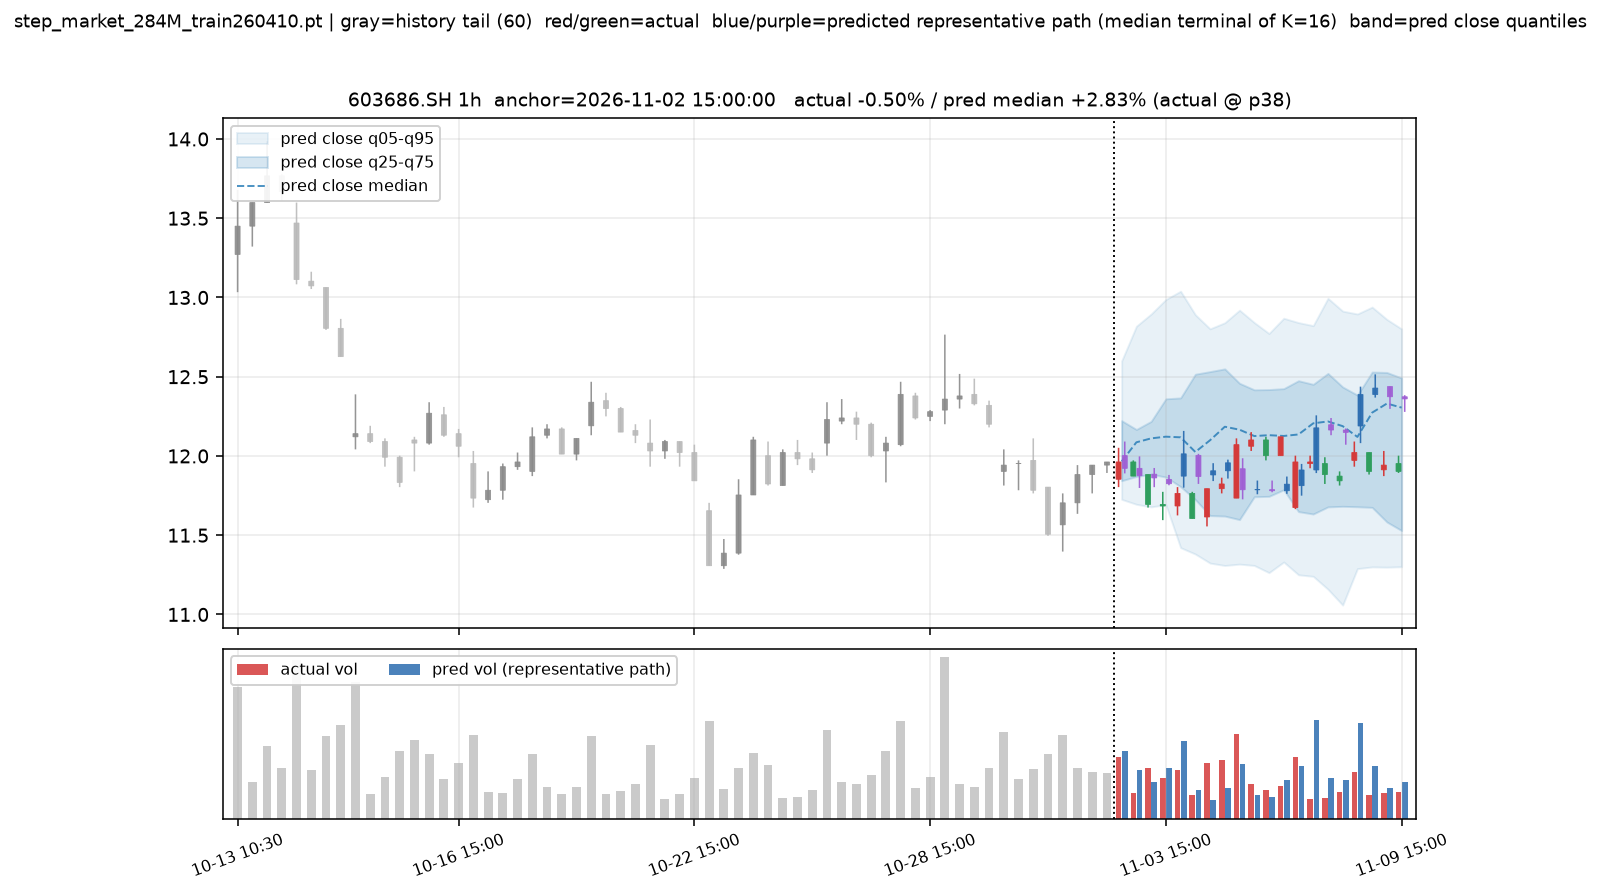 step_market_284M_train260410.pt | gray=history tail (60)  red/green=actual  blue/purple=predicted representative path (median terminal of K=16)  band=pred close quantiles
603686.SH 1h  anchor=2026-11-02 15:00:00   actual -0.50% / pred median +2.83% (actual @ p38)
pred close q05-q95
pred close q25-q75
pred close median
14.0
13.5
13.0
12.5
12.0
11.5
11.0
actual vol
pred vol (representative path)
10-13 10:30
10-16 15:00
10-22 15:00
10-28 15:00
11-03 15:00
11-09 15:00